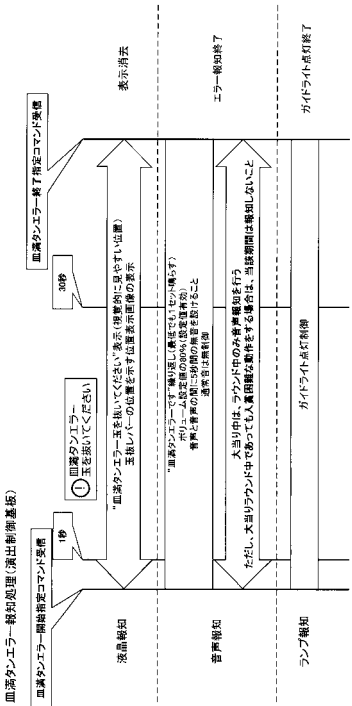 皿満タンエラー報知処理(演出制御基板)
皿満タンエラー開始指定コマンド受信
1秒
30秒
皿満タンエラー終了指定コマンド受信
皿満タンエラー
玉を抜いてください
液晶報知
"皿満タンエラー玉を抜いてください"表示(視覚的に見やすい位置)
玉抜レバーの位置を示す位置表示画像の表示
表示消去
音声報知
"皿満タンエラーです"繰り返し(最低でも1セット鳴らす)
ボリューム設定値の80%(設定値有効)
音声と音声の間に5秒間の無音を設けること
通常音は無制御
大当り中は、ラウンド中のみ音声報知を行う
ただし、大当りラウンド中であっても入賞困難な動作をする場合は、当該期間は報知しないこと
エラー報知終了
ランプ報知
ガイドライト点灯制御
ガイドライト点灯終了